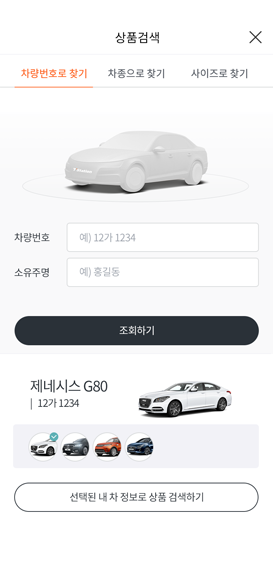 상품검색
차량번호로 찾기 차종으로 찾기 사이즈로 찾기
차량번호 예) 12가 1234
소유주명 예) 홍길동
조회하기
제네시스 G80
| 12가 1234
선택된 내 차 정보로 상품 검색하기